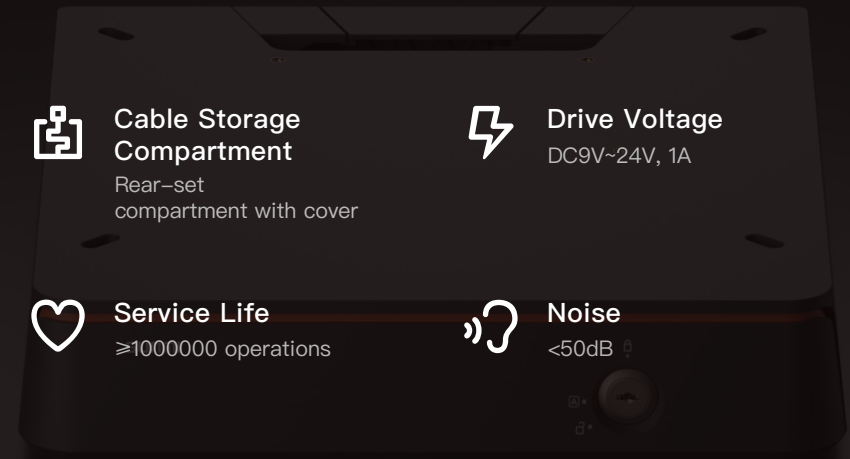 Cable Storage
Compartment
Rear-set
compartment with cover
Drive Voltage
DC9V~24V, 1A
Service Life
≥1000000 operations
Noise
<50dB
A